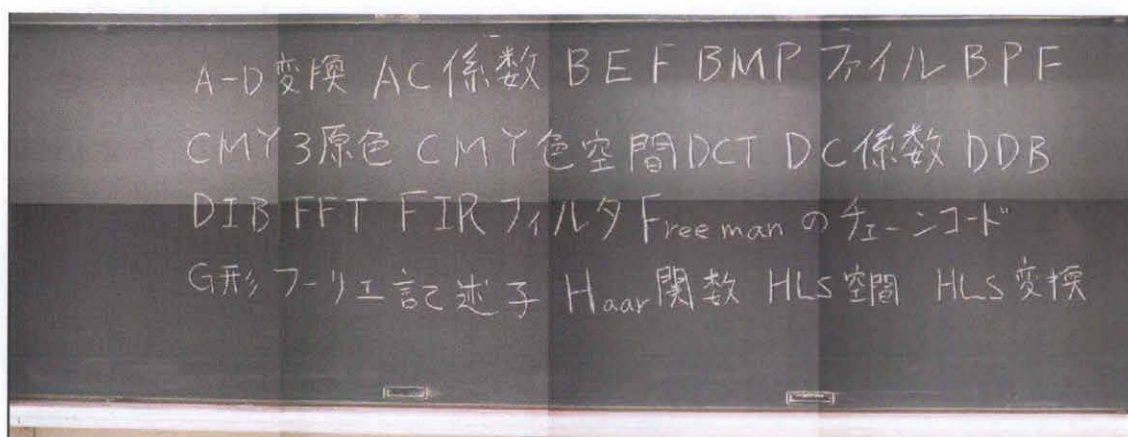 A-D変換 AC係数 BEF BMPファイル BPF
CMY3原色 CMY色空間 DCT DC係数 DDB
DIB FFT FIRフィルタ Freemanのチェーンコード
G形フーリエ記述子 Haar関数 HLS空間 HLS変換